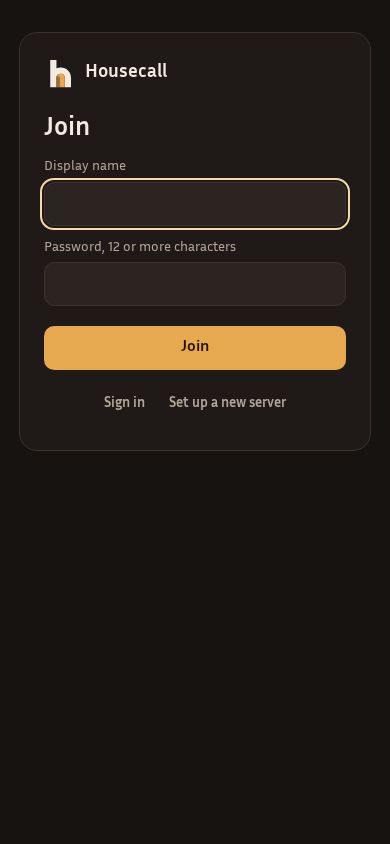 Housecall
Join
Display name
Password, 12 or more characters
Join
Sign in
Set up a new server